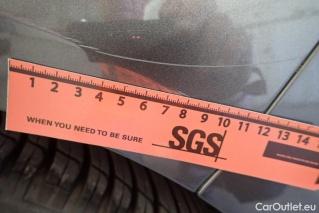 1 2 3 4 5 6 7 8 9 10 11 12 13 14
WHEN YOU NEED TO BE SURE
SGS
CarOutlet.eu